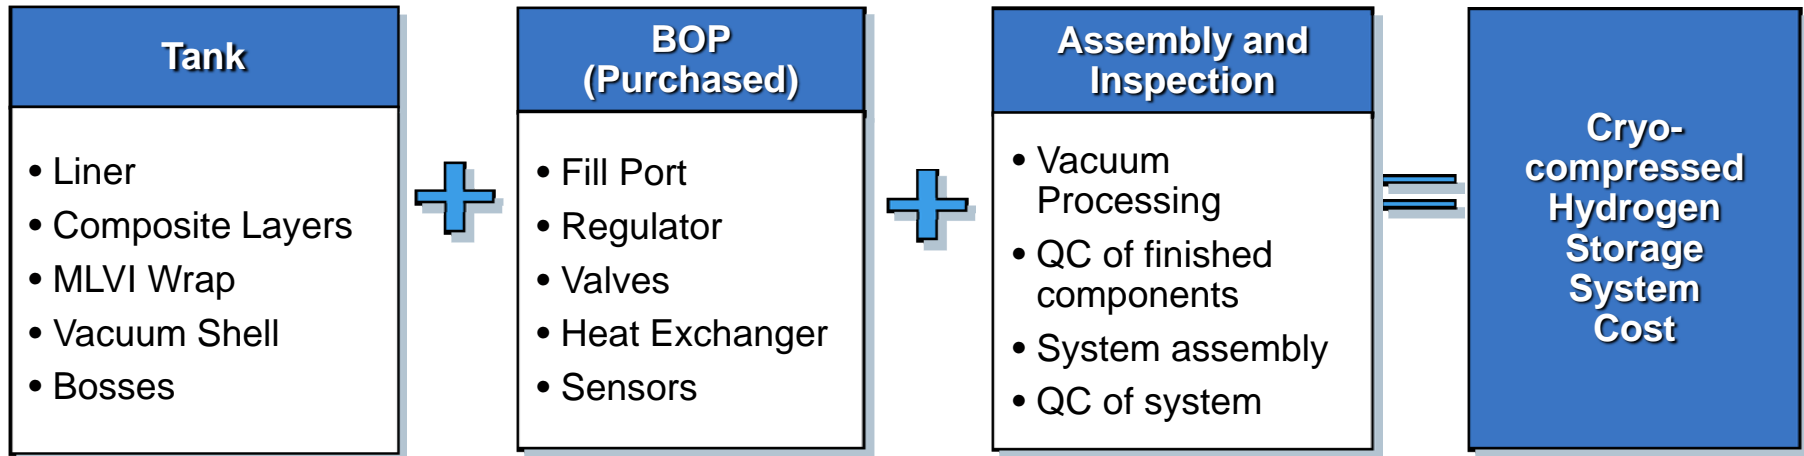 Tank
• Liner
• Composite Layers
• MLVI Wrap
• Vacuum Shell
• Bosses
BOP
(Purchased)
• Fill Port
• Regulator
• Valves
• Heat Exchanger
• Sensors
Assembly and
Inspection
• Vacuum
Processing
• QC of finished
components
• System assembly
• QC of system
Cryo-
compressed
Hydrogen
Storage
System
Cost